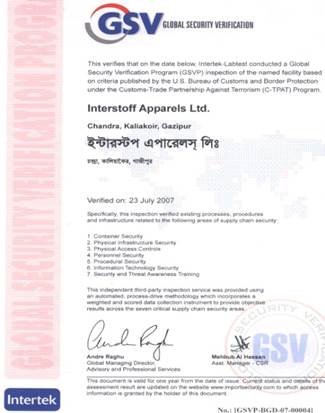 GSV GLOBAL SECURITY VERIFICATION
This verifies that on the date below, Intertek-Labtest conducted a Global
Security Verification Program (GSVP) inspection of the named facility based
on criteria published by the U.S. Bureau of Customs and Border Protection
under the Customs-Trade Partnership Against Terrorism (C-TPAT) Program.
Interstoff Apparels Ltd.
Chandra, Kaliakoir, Gazipur
ইন্টারস্টপ এপারেলস্ লিঃ
চন্দ্রা, কালিয়াকৈর, গাজীপুর
Verified on: 23 July 2007
Specifically, this inspection verified existing processes, procedures
and infrastructure related to the following areas of supply chain security:
1 Container Security
2 Physical Infrastructure Security
3 Physical Access Controls
4 Personnel Security
5 Procedural Security
6 Information Technology Security
7 Security and Threat Awareness Training
This independent third-party inspection service was provided using
an automated, process-drive methodology which incorporates a
weighted and scored data collection instrument to provide objective
results across the seven critical supply chain security areas.
Andre Raghu
Global Managing Director,
Advisory and Professional Services
Mahbub Al Hessan
Asst. Manager - CSR
GSV
This document is valid for one year from the date of issue. Current status and details of the
assessment result are updated on the website www.importbeyond.com to which access
information is granted by the inspected entity.
Intertek
No.: [GSVP-BGD-07-00004]
GLOBAL SECURITY VERIFICATION PROGRAM